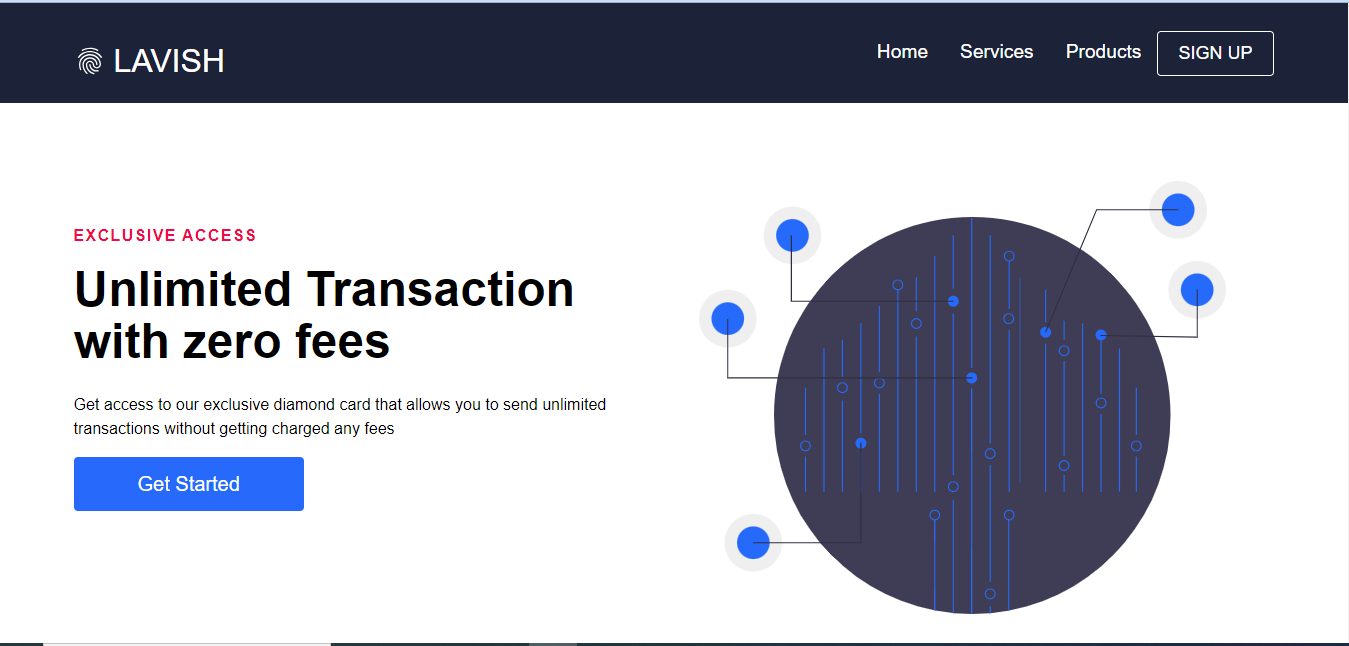 LAVISH
Home Services Products SIGN UP
EXCLUSIVE ACCESS
Unlimited Transaction
with zero fees
Get access to our exclusive diamond card that allows you to send unlimited
transactions without getting charged any fees
Get Started